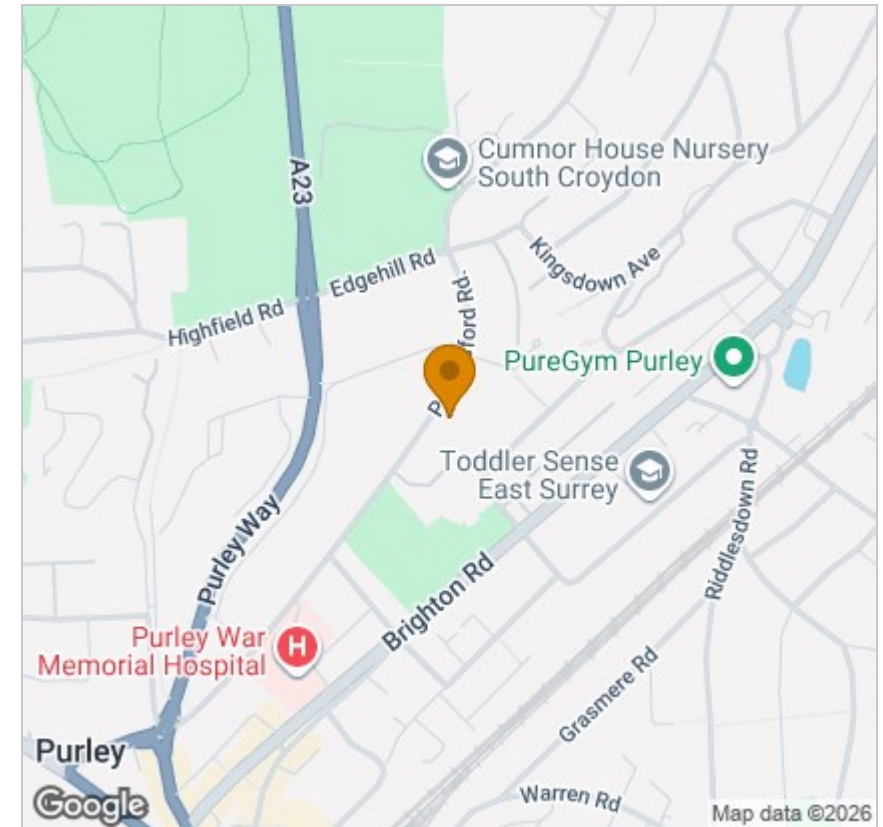 A23
Cumnor House Nursery
South Croydon
Kingsdown Ave
Edgehill Rd
Highfield Rd
PureGym Purley
Toddler Sense
East Surrey
Riddlesdown Rd
Purley Way
Brighton Rd
Purley War
Memorial Hospital
H
Grasmere Rd
Purley
Warren Rd
Google
Map data ©2026